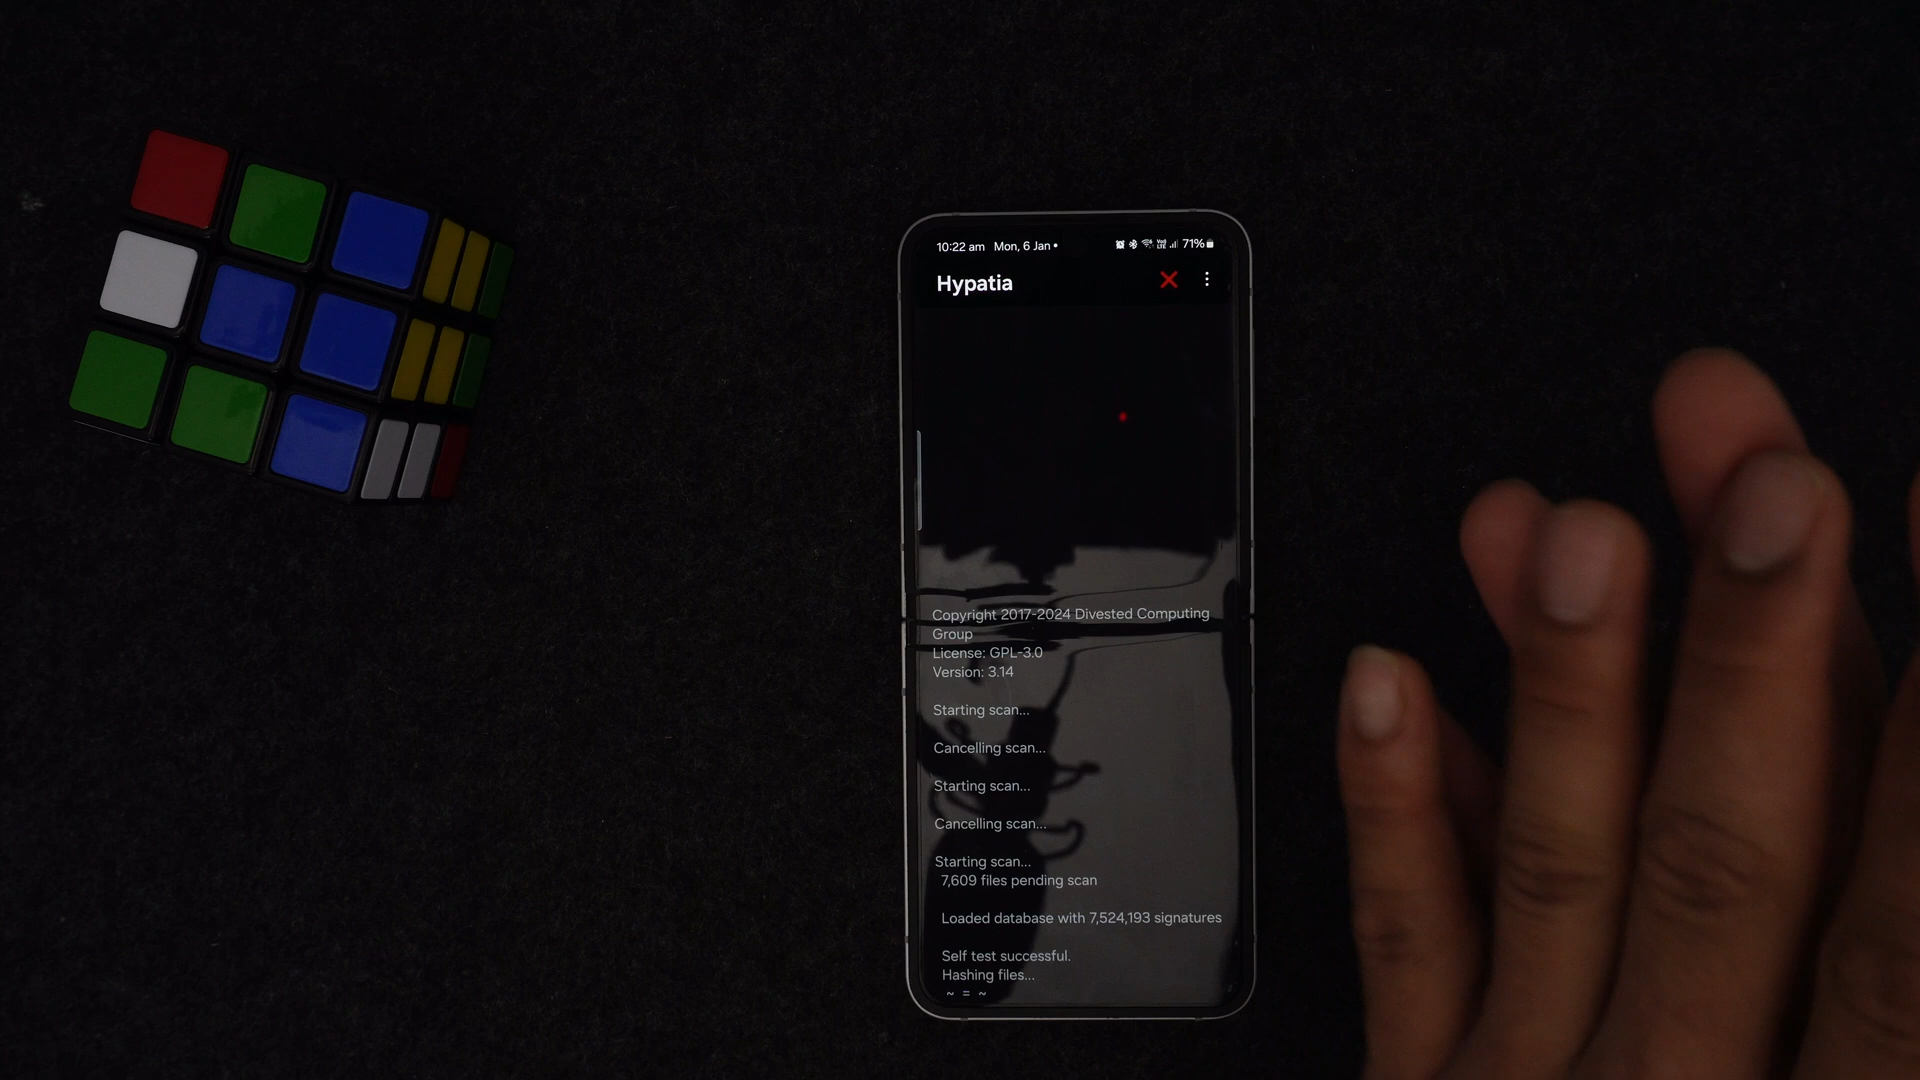 10:22 am Mon, 6 Jan • 71%
Hypatia
Copyright 2017-2024 Divested Computing
Group
License: GPL-3.0
Version: 3.14
Starting scan...
Cancelling scan...
Starting scan...
Cancelling scan...
Starting scan...
7,609 files pending scan
Loaded database with 7,524,193 signatures
Self test successful.
Hashing files...
~ = ~